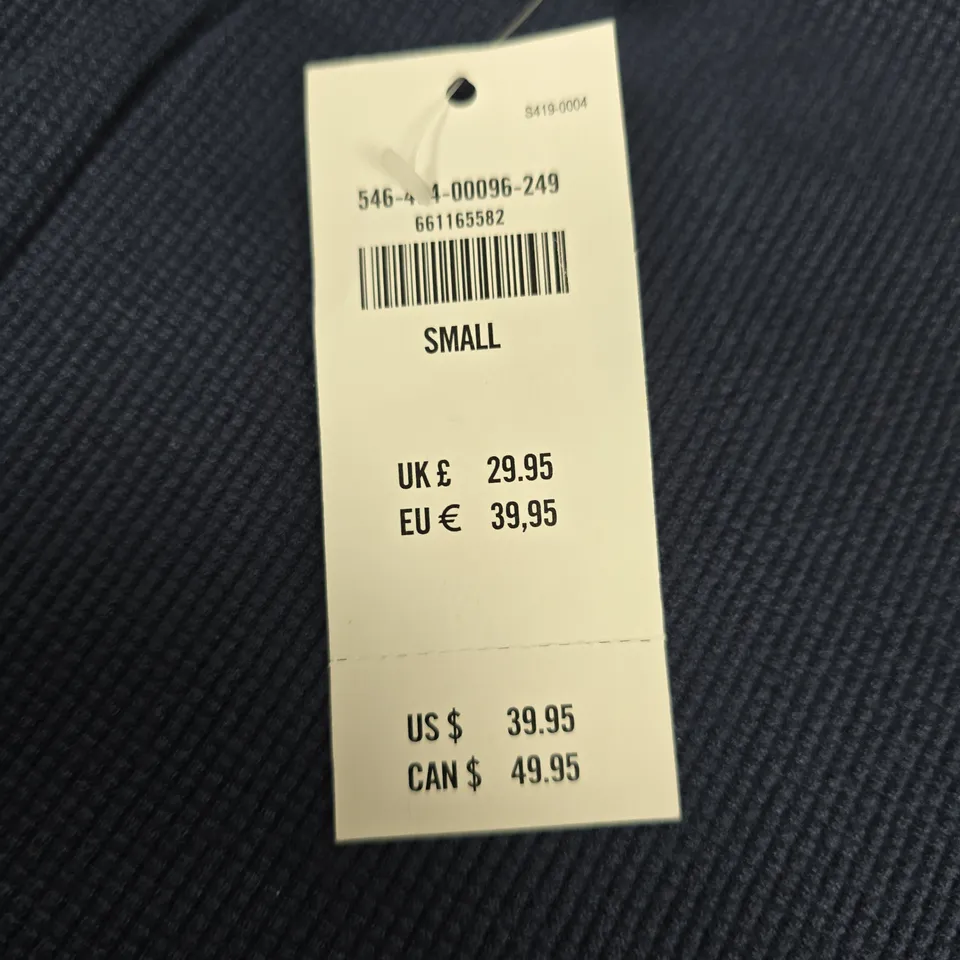 S419-0004
661165582
SMALL
UK £ 29.95
EU € 39,95
US $ 39.95
CAN $ 49.95